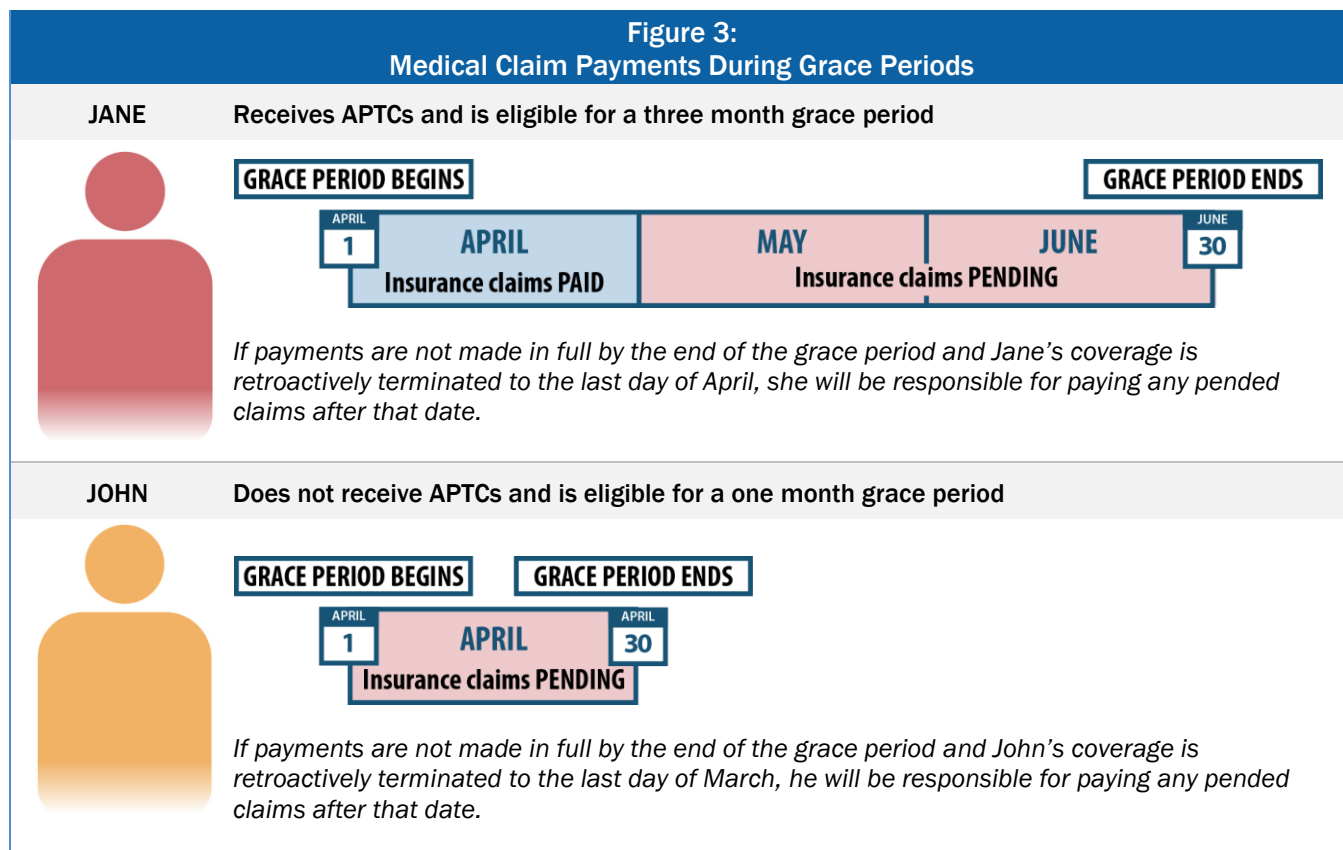 Figure 3:
Medical Claim Payments During Grace Periods
JANE Receives APTCs and is eligible for a three month grace period
GRACE PERIOD BEGINS GRACE PERIOD ENDS
APRIL JUNE
1 APRIL MAY JUNE 30
Insurance claims PAID Insurance claims PENDING
If payments are not made in full by the end of the grace period and Jane's coverage is
retroactively terminated to the last day of April, she will be responsible for paying any pended
claims after that date.
JOHN Does not receive APTCs and is eligible for a one month grace period
GRACE PERIOD BEGINS GRACE PERIOD ENDS
APRIL APRIL
1 APRIL 30
Insurance claims PENDING
If payments are not made in full by the end of the grace period and John's coverage is
retroactively terminated to the last day of March, he will be responsible for paying any pended
claims after that date.